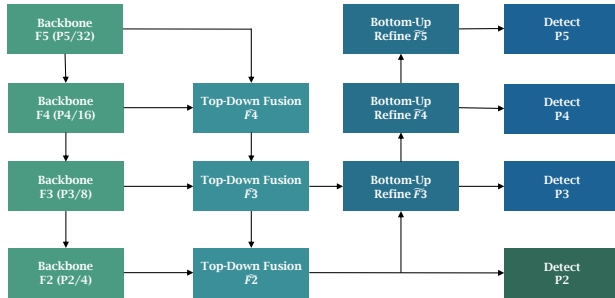 Backbone
F5 (P5/32)
Bottom-Up
Refine F̃5
Detect
P5
Backbone
F4 (P4/16)
Top-Down Fusion
F̂4
Bottom-Up
Refine F̃4
Detect
P4
Backbone
F3 (P3/8)
Top-Down Fusion
F̂3
Bottom-Up
Refine F̃3
Detect
P3
Backbone
F2 (P2/4)
Top-Down Fusion
F̂2
Detect
P2